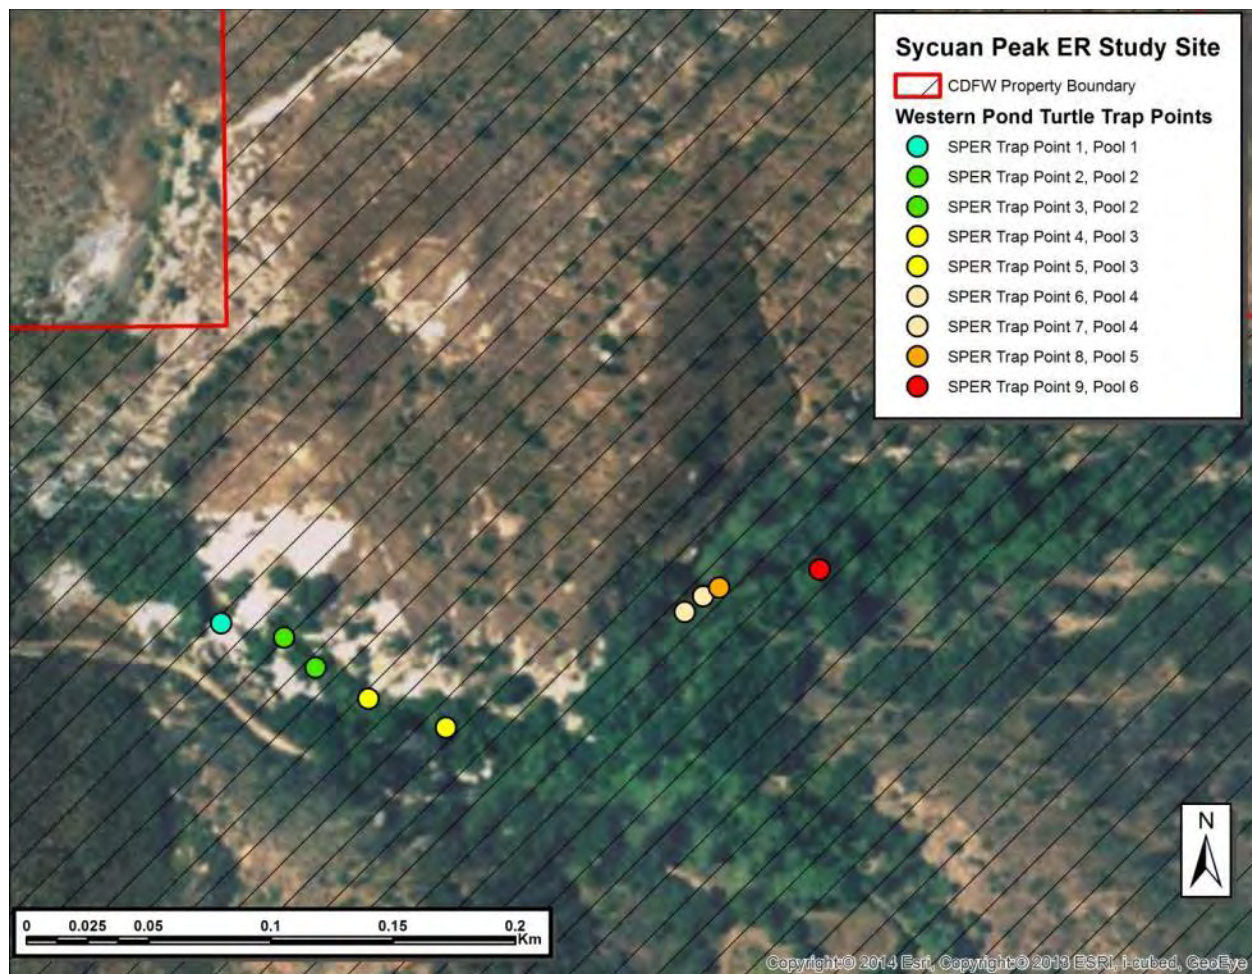 Sycuan Peak ER Study Site
CDFW Property Boundary
Western Pond Turtle Trap Points
SPER Trap Point 1, Pool 1
SPER Trap Point 2, Pool 2
SPER Trap Point 3, Pool 2
SPER Trap Point 4, Pool 3
SPER Trap Point 5, Pool 3
SPER Trap Point 6, Pool 4
SPER Trap Point 7, Pool 4
SPER Trap Point 8, Pool 5
SPER Trap Point 9, Pool 6
N
0 0.025 0.05 0.1 0.15 0.2
Km
Copyright:© 2014 Esri, Copyright:© 2013 ESRI, i-cubed, GeoEye